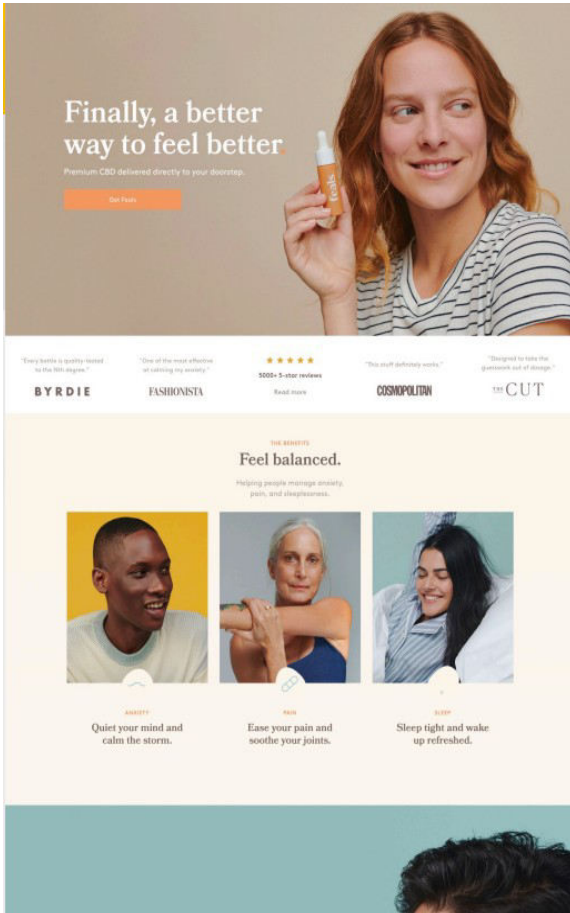 Finally, a better
way to feel better.
Premium CBD delivered directly to your doorstep.
Get Feals
feals
"Every bottle is quality-tested
to the Nth degree."
BYRDIE
"One of the most effective
at calming my anxiety."
FASHIONISTA
5000+ 5-star reviews
Read more
"This stuff definitely works."
COSMOPOLITAN
"Designed to take the
guesswork out of dosage."
THE CUT
THE BENEFITS
Feel balanced.
Helping people manage anxiety,
pain, and sleeplessness.
ANXIETY
Quiet your mind and
calm the storm.
PAIN
Ease your pain and
soothe your joints.
SLEEP
Sleep tight and wake
up refreshed.